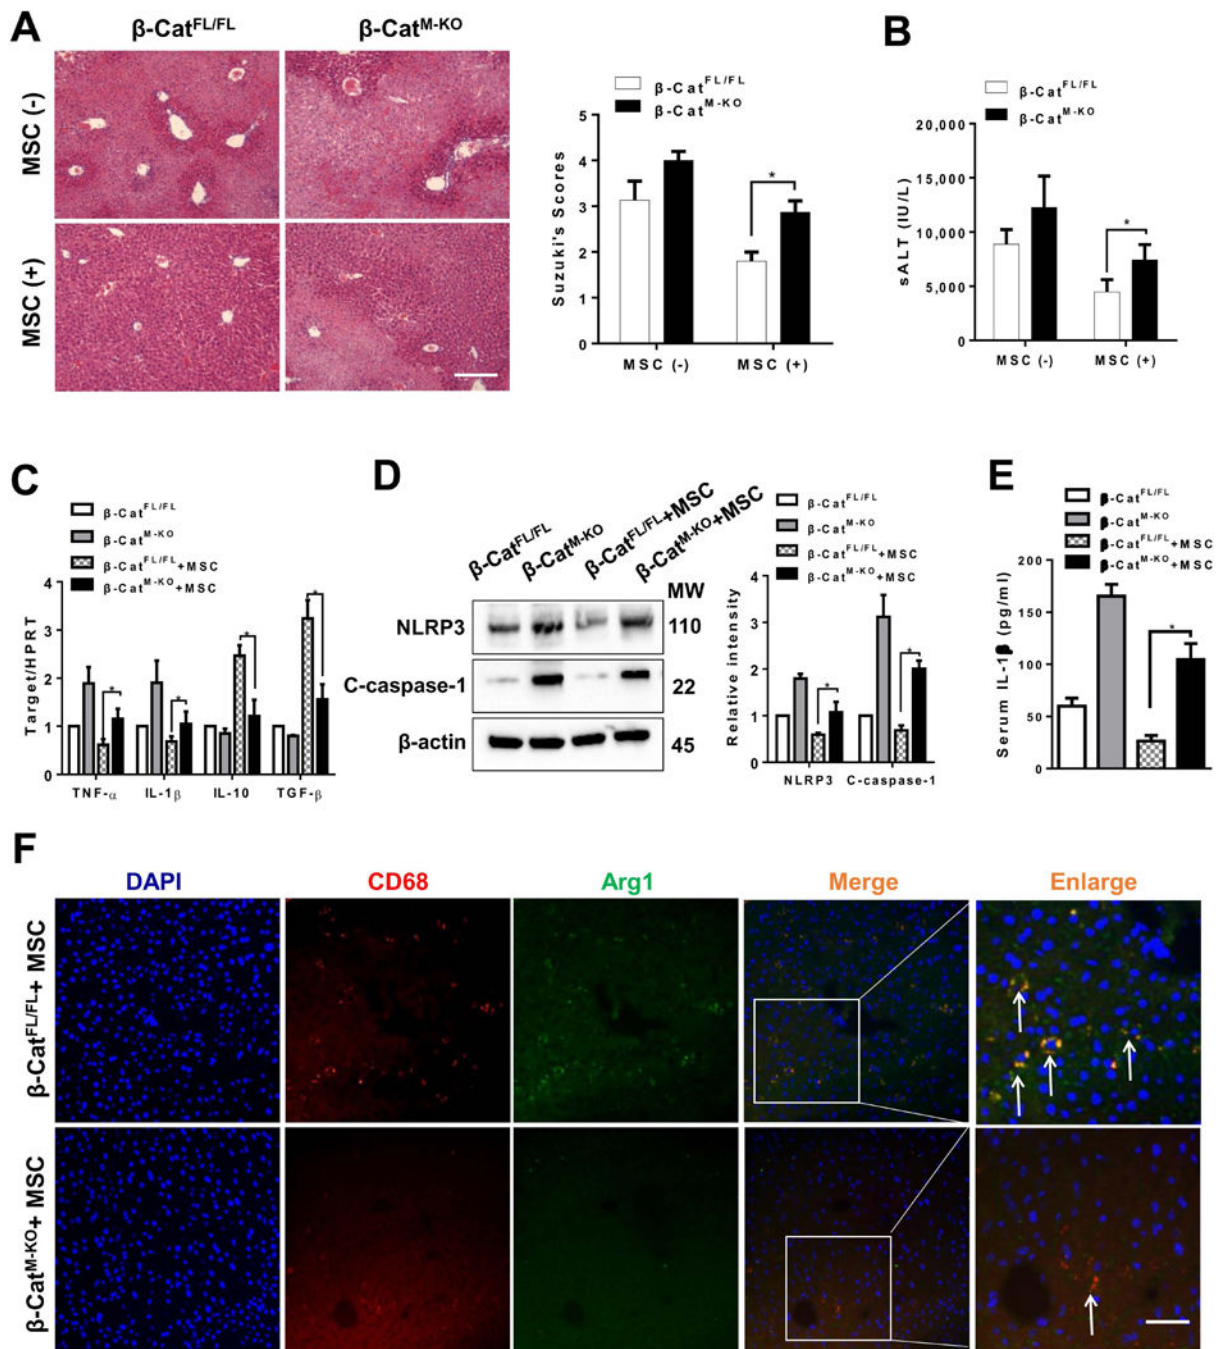 A
β-Cat^FL/FL
β-Cat^M-KO
MSC (-)
MSC (+)
β-Cat^FL/FL
β-Cat^M-KO
Suzuki's Scores
5
4
3
2
1
0
MSC (-)
MSC (+)
*
B
β-Cat^FL/FL
β-Cat^M-KO
sALT (IU/L)
20,000
15,000
10,000
5,000
0
MSC (-)
MSC (+)
*
C
β-Cat^FL/FL
β-Cat^M-KO
β-Cat^FL/FL+MSC
β-Cat^M-KO+MSC
Target/HPRT
4
3
2
1
0
* * * *
TNF-α
IL-1β
IL-10
TGF-β
D
β-Cat^FL/FL
β-Cat^M-KO
β-Cat^FL/FL+MSC
β-Cat^M-KO+MSC
MW
NLRP3
110
C-caspase-1
22
β-actin
45
β-Cat^FL/FL
β-Cat^M-KO
β-Cat^FL/FL+MSC
β-Cat^M-KO+MSC
Relative intensity
4
3
2
1
0
* *
NLRP3
C-caspase-1
E
β-Cat^FL/FL
β-Cat^M-KO
β-Cat^FL/FL+MSC
β-Cat^M-KO+MSC
Serum IL-1β (pg/ml)
200
150
100
50
0
*
F
DAPI
CD68
Arg1
Merge
Enlarge
β-Cat^FL/FL+ MSC
β-Cat^M-KO+ MSC